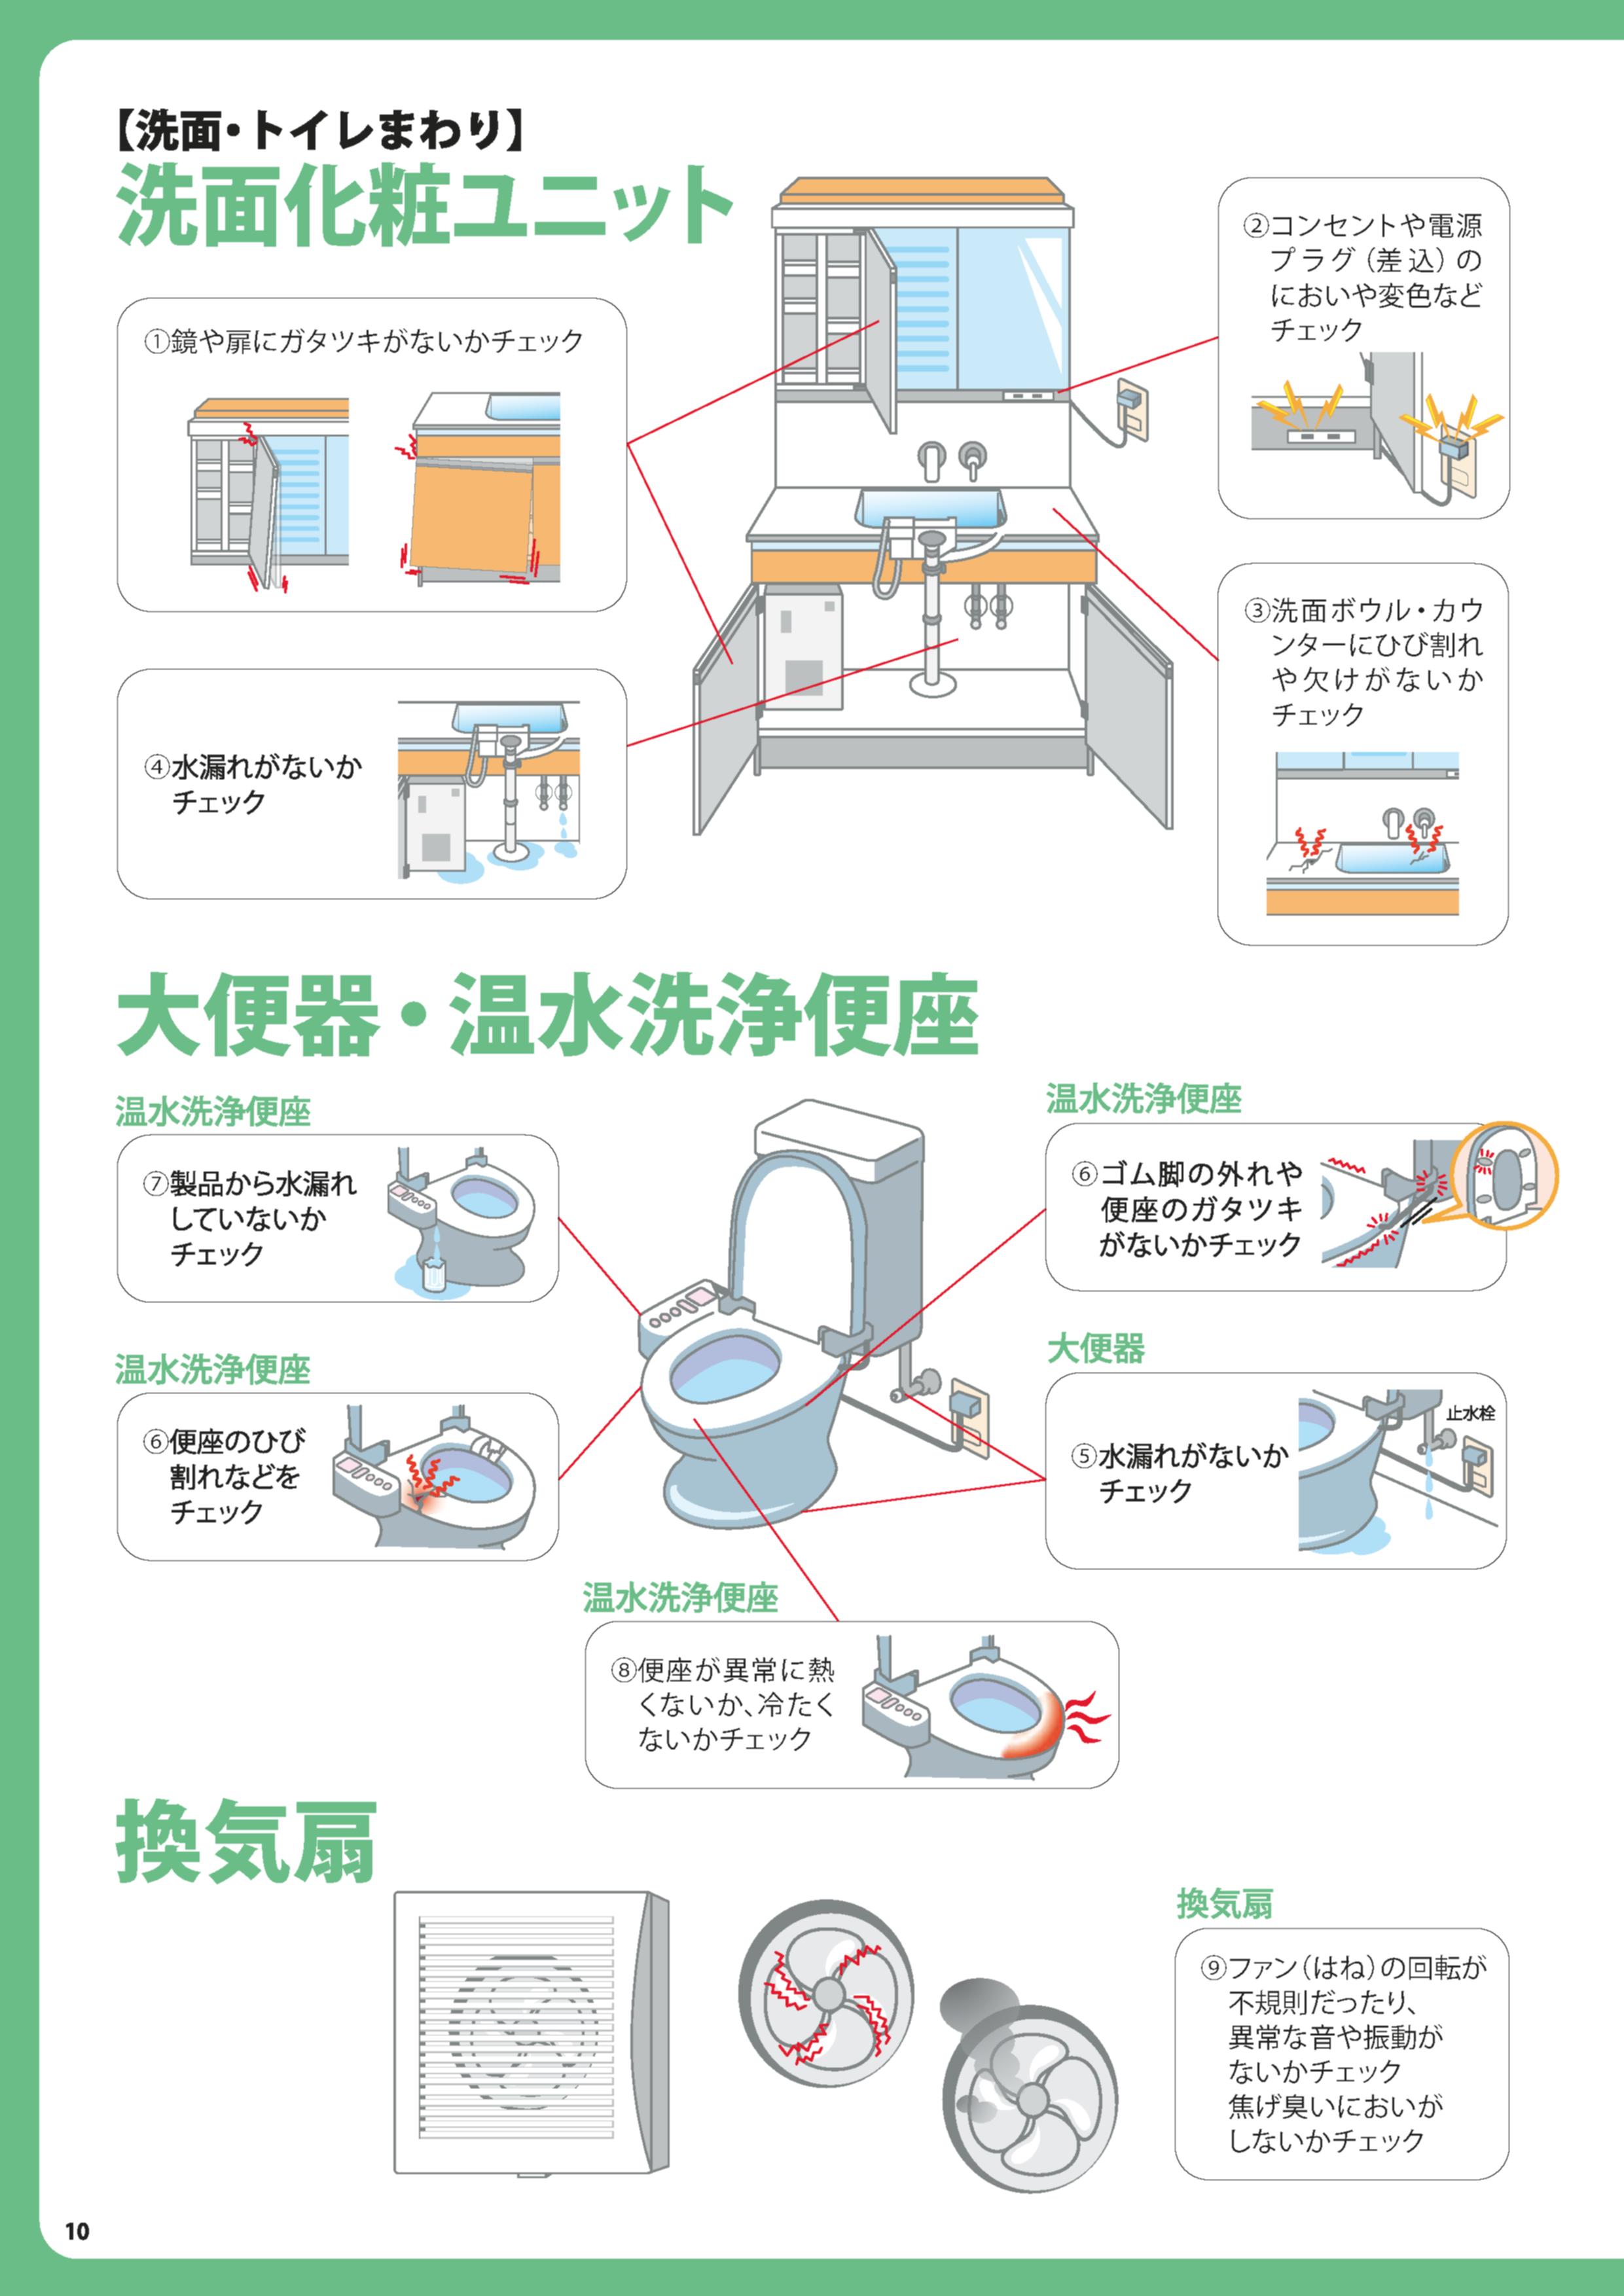 【洗面・トイレまわり】
洗面化粧ユニット
①鏡や扉にガタツキがないかチェック
②コンセントや電源
プラグ（差込）の
においや変色など
チェック
③洗面ボウル・カウ
ンターにひび割れ
や欠けがないか
チェック
④水漏れがないか
チェック
大便器・温水洗浄便座
温水洗浄便座
⑦製品から水漏れ
していないか
チェック
温水洗浄便座
⑥ゴム脚の外れや
便座のガタツキ
がないかチェック
温水洗浄便座
⑥便座のひび
割れなどを
チェック
大便器
⑤水漏れがないか
チェック
止水栓
温水洗浄便座
⑧便座が異常に熱
くないか、冷たく
ないかチェック
換気扇
換気扇
⑨ファン（はね）の回転が
不規則だったり、
異常な音や振動が
ないかチェック
焦げ臭いにおいが
しないかチェック
10